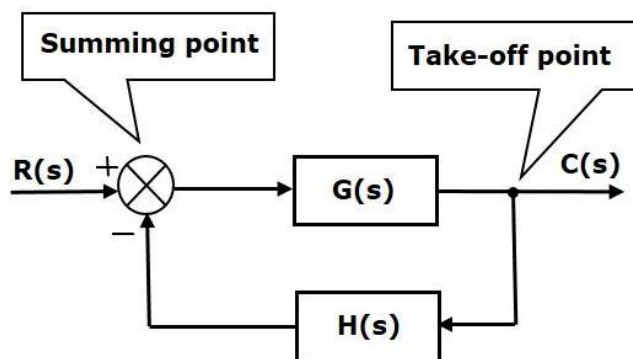 Summing point
Take-off point
R(s)
+
G(s)
C(s)
−
H(s)